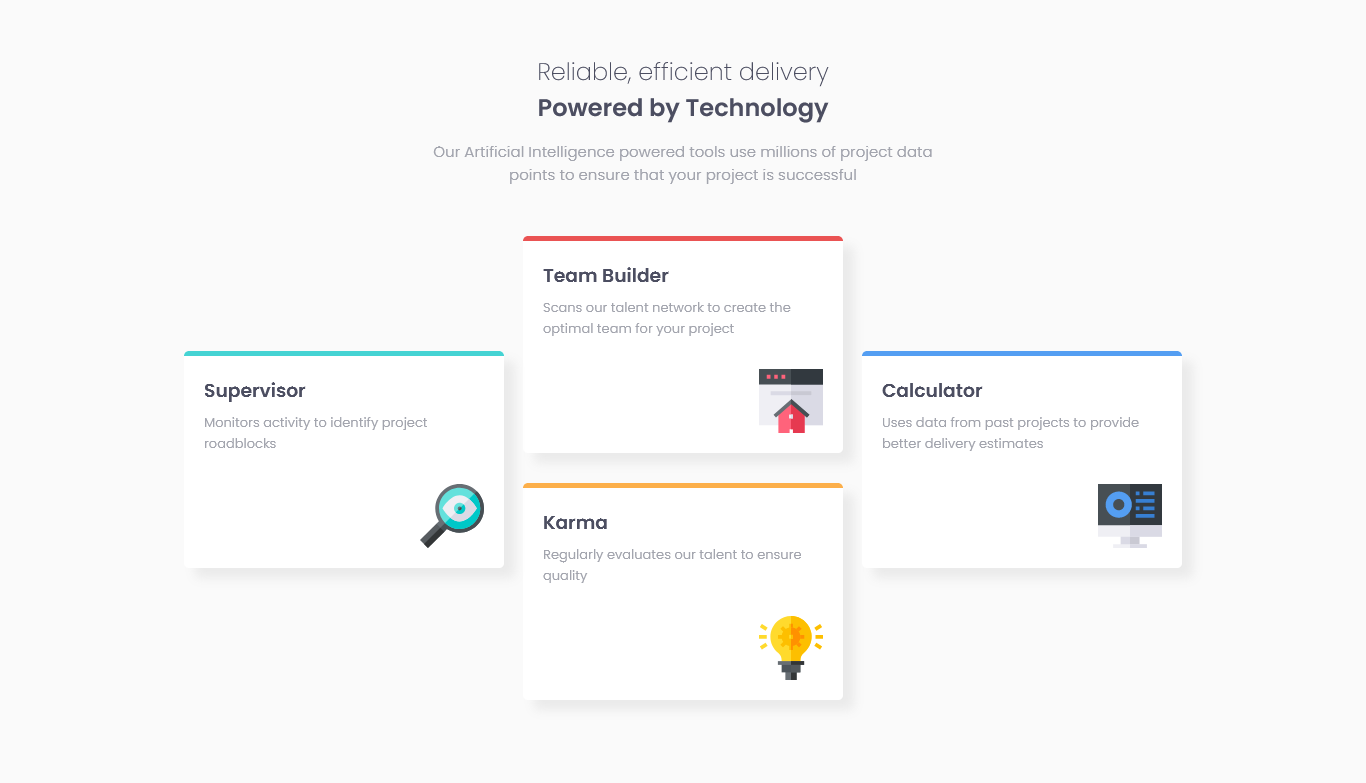 Reliable, efficient delivery
Powered by Technology
Our Artificial Intelligence powered tools use millions of project data
points to ensure that your project is successful
Supervisor
Monitors activity to identify project
roadblocks
Team Builder
Scans our talent network to create the
optimal team for your project
Karma
Regularly evaluates our talent to ensure
quality
Calculator
Uses data from past projects to provide
better delivery estimates